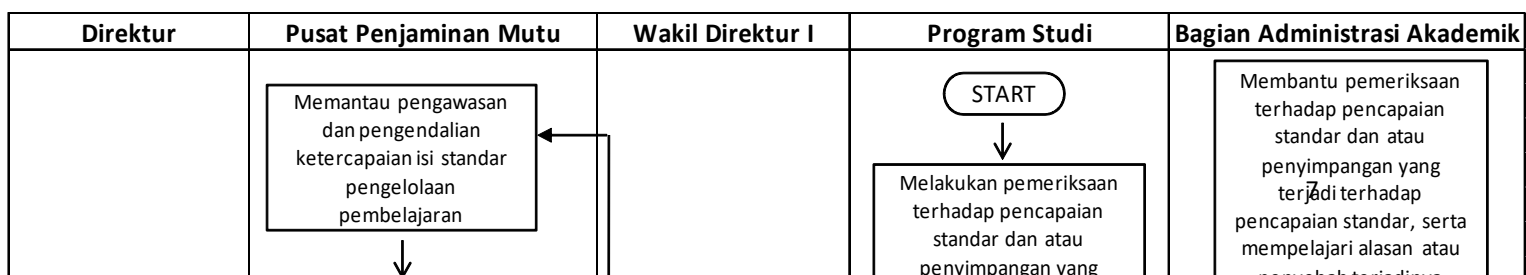 Direktur
Pusat Penjaminan Mutu
Wakil Direktur I
Program Studi
Bagian Administrasi Akademik
Memantau pengawasan
dan pengendalian
ketercapaian isi standar
pengelolaan
pembelajaran
START
Melakukan pemeriksaan
terhadap pencapaian
standar dan atau
penyimpangan yang
Membantu pemeriksaan
terhadap pencapaian
standar dan atau
penyimpangan yang
terjadi terhadap
7
pencapaian standar, serta
mempelajari alasan atau